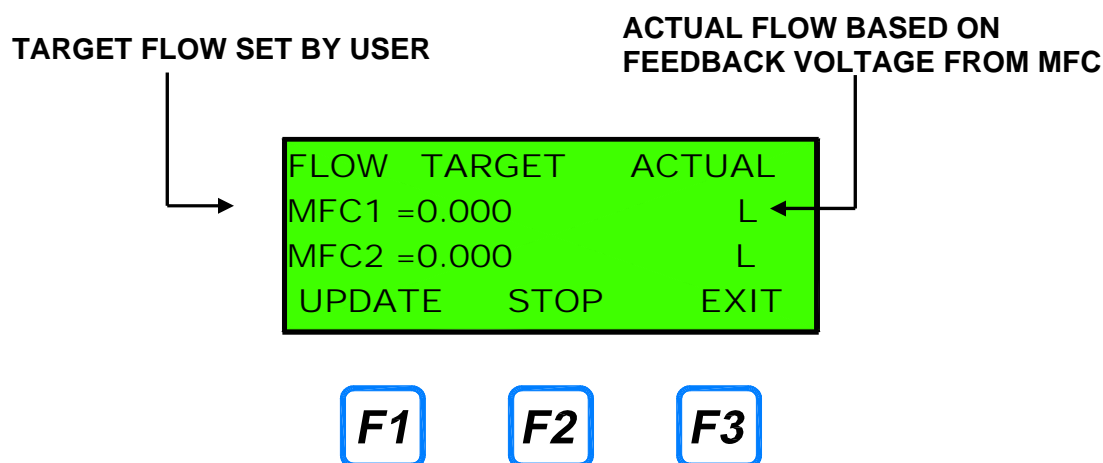 TARGET FLOW SET BY USER
ACTUAL FLOW BASED ON
FEEDBACK VOLTAGE FROM MFC
FLOW TARGET ACTUAL
MFC1 =0.000 L
MFC2 =0.000 L
UPDATE STOP EXIT
F1 F2 F3